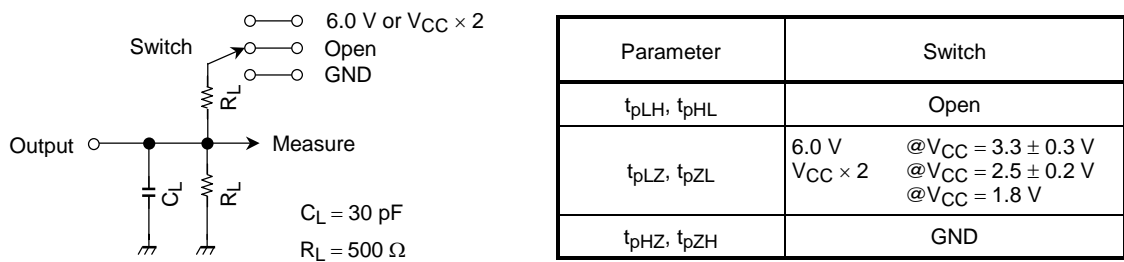 6.0 V or VCC × 2
Switch
Open
GND
RL
Output
Measure
CL
RL
CL = 30 pF
RL = 500 Ω
Parameter Switch
tpLH, tpHL Open
tpLZ, tpZL
6.0 V @VCC = 3.3 ± 0.3 V
VCC × 2 @VCC = 2.5 ± 0.2 V
@VCC = 1.8 V
tpHZ, tpZH GND